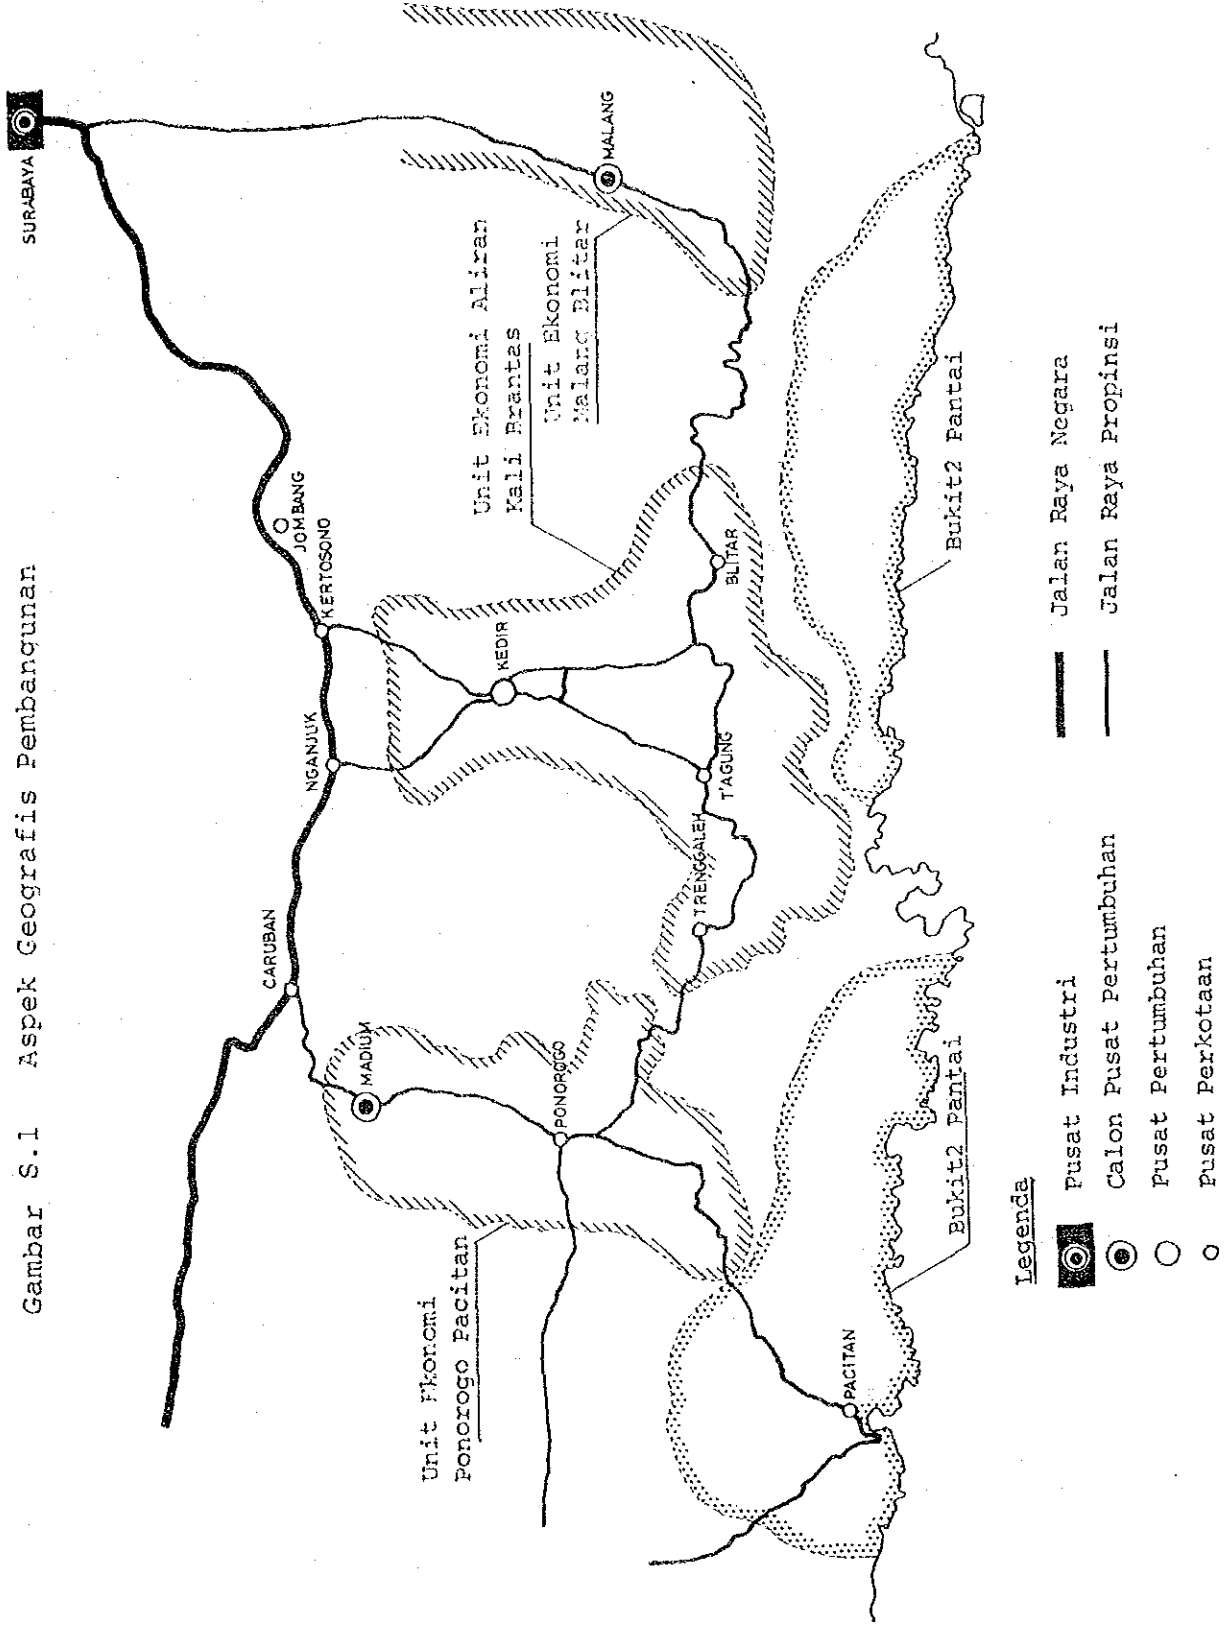 Gambar S.1 Aspek Geografis Pembangunan
SURABAYA
JOMBANG
KERTOSONO
NGANJUK
CARUBAN
MADIUM
PONOROGO
KEDIR
MALANG
BLITAR
T'AGUNG
TRENGGALEH
PACITAN
Unit Ekonomi Aliran
Kali Brantas
Unit Ekonomi
Malang Blitar
Unit Ekonomi
Ponorogo Pacitan
Bukit2 Pantai
Bukit2 Pantai
Legenda
Pusat Industri
Calon Pusat Pertumbuhan
Pusat Pertumbuhan
Pusat Perkotaan
Jalan Raya Negara
Jalan Raya Propinsi